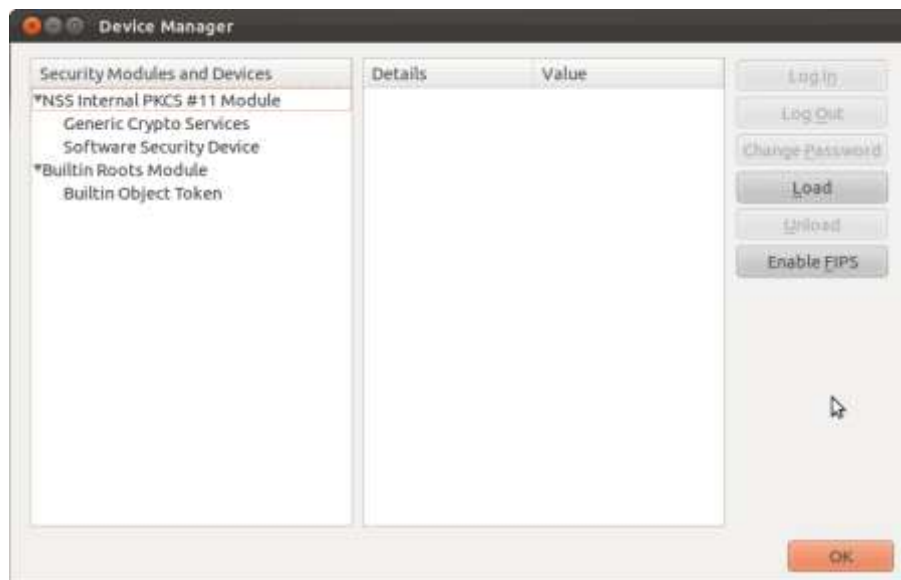 Device Manager
Security Modules and Devices
Details
Value
NSS Internal PKCS #11 Module
Generic Crypto Services
Software Security Device
Builtin Roots Module
Builtin Object Token
Log In
Log Out
Change Password
Load
Unload
Enable FIPS
OK